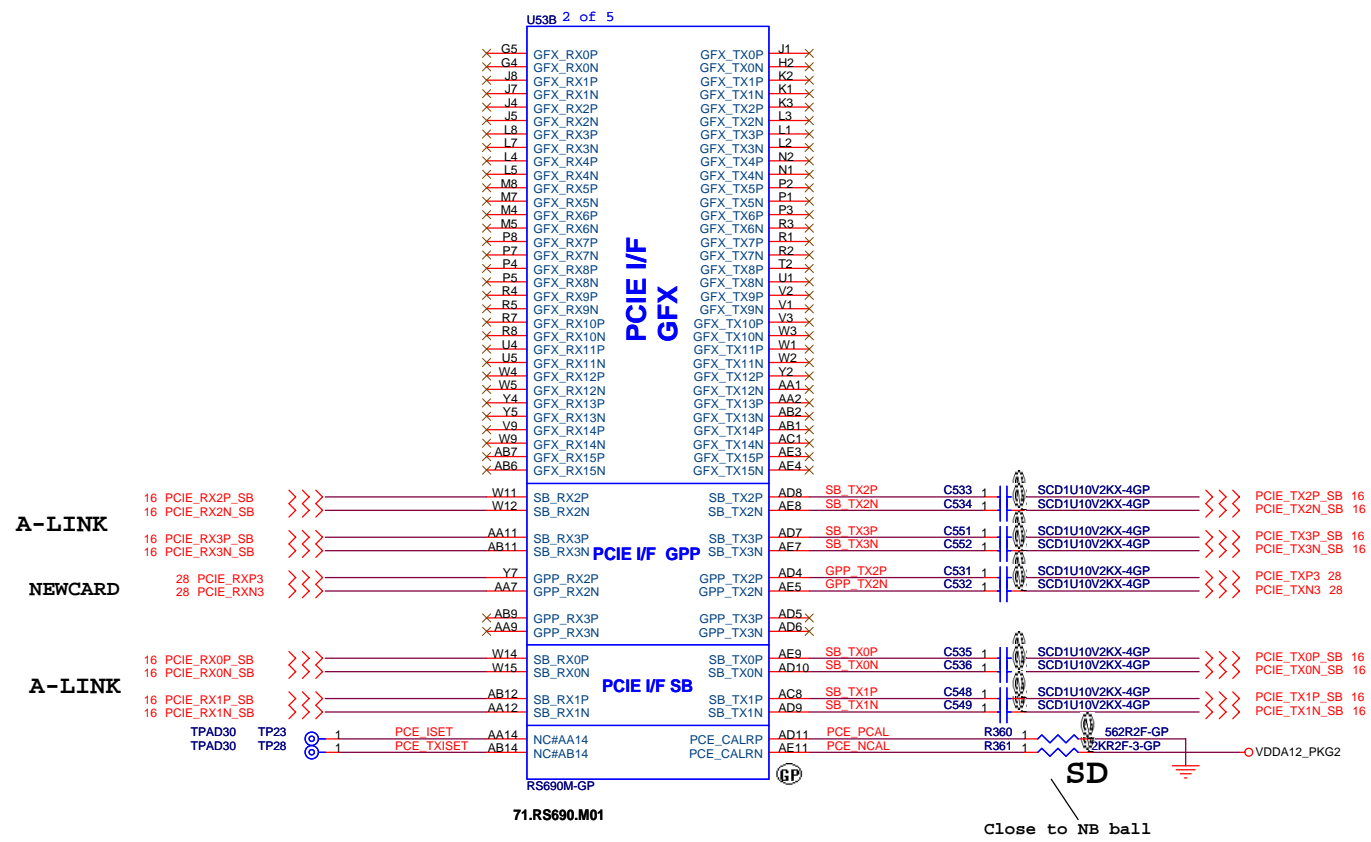 U53B 2 of 5
G5 GFX_RX0P GFX_TX0P J1
G4 GFX_RX0N GFX_TX0N H2
J8 GFX_RX1P GFX_TX1P K2
J7 GFX_RX1N GFX_TX1N K1
J4 GFX_RX2P GFX_TX2P K3
J5 GFX_RX2N GFX_TX2N L3
L8 GFX_RX3P GFX_TX3P L1
L7 GFX_RX3N GFX_TX3N L2
L4 GFX_RX4P GFX_TX4P N2
L5 GFX_RX4N GFX_TX4N N1
M8 GFX_RX5P GFX_TX5P P2
M7 GFX_RX5N GFX_TX5N P1
M4 GFX_RX6P GFX_TX6P P3
M5 GFX_RX6N GFX_TX6N R3
P8 GFX_RX7P GFX_TX7P R1
P7 GFX_RX7N GFX_TX7N R2
P4 GFX_RX8P GFX_TX8P T2
P5 GFX_RX8N GFX_TX8N U1
R4 GFX_RX9P GFX_TX9P V2
R5 GFX_RX9N GFX_TX9N V1
R7 GFX_RX10P GFX_TX10P V3
R8 GFX_RX10N GFX_TX10N W3
U4 GFX_RX11P GFX_TX11P W1
U5 GFX_RX11N GFX_TX11N W2
W4 GFX_RX12P GFX_TX12P Y2
W5 GFX_RX12N GFX_TX12N AA1
Y4 GFX_RX13P GFX_TX13P AA2
Y5 GFX_RX13N GFX_TX13N AB2
V9 GFX_RX14P GFX_TX14P AB1
W9 GFX_RX14N GFX_TX14N AC1
AB7 GFX_RX15P GFX_TX15P AE3
AB6 GFX_RX15N GFX_TX15N AE4
PCIE I/F
GFX
16 PCIE_RX2P_SB W11 SB_RX2P SB_TX2P AD8 SB_TX2P C533 1 SCD1U10V2KX-4GP PCIE_TX2P_SB 16
16 PCIE_RX2N_SB W12 SB_RX2N SB_TX2N AE8 SB_TX2N C534 1 SCD1U10V2KX-4GP PCIE_TX2N_SB 16
A-LINK
16 PCIE_RX3P_SB AA11 SB_RX3P SB_TX3P AD7 SB_TX3P C551 1 SCD1U10V2KX-4GP PCIE_TX3P_SB 16
16 PCIE_RX3N_SB AB11 SB_RX3N PCIE I/F GPP SB_TX3N AE7 SB_TX3N C552 1 SCD1U10V2KX-4GP PCIE_TX3N_SB 16
NEWCARD
28 PCIE_RXP3 Y7 GPP_RX2P GPP_TX2P AD4 GPP_TX2P C531 1 SCD1U10V2KX-4GP PCIE_TXP3 28
28 PCIE_RXN3 AA7 GPP_RX2N GPP_TX2N AE5 GPP_TX2N C532 1 SCD1U10V2KX-4GP PCIE_TXN3 28
AB9 GPP_RX3P GPP_TX3P AD5
AA9 GPP_RX3N GPP_TX3N AD6
16 PCIE_RX0P_SB W14 SB_RX0P SB_TX0P AE9 SB_TX0P C535 1 SCD1U10V2KX-4GP PCIE_TX0P_SB 16
16 PCIE_RX0N_SB W15 SB_RX0N SB_TX0N AD10 SB_TX0N C536 1 SCD1U10V2KX-4GP PCIE_TX0N_SB 16
A-LINK
PCIE I/F SB
16 PCIE_RX1P_SB AB12 SB_RX1P SB_TX1P AC8 SB_TX1P C548 1 SCD1U10V2KX-4GP PCIE_TX1P_SB 16
16 PCIE_RX1N_SB AA12 SB_RX1N SB_TX1N AD9 SB_TX1N C549 1 SCD1U10V2KX-4GP PCIE_TX1N_SB 16
TPAD30 TP23 1 PCE_ISET AA14 NC#AA14 PCE_CALRP AD11 PCE_PCAL R360 1 562R2F-GP
TPAD30 TP28 1 PCE_TXISET AB14 NC#AB14 PCE_CALRN AE11 PCE_NCAL R361 1 2KR2F-3-GP VDDA12_PKG2
GP
SD
RS690M-GP
71.RS690.M01
Close to NB ball